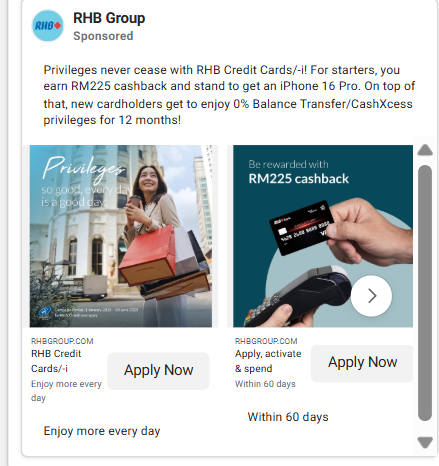 RHB
RHB Group
Sponsored
Privileges never cease with RHB Credit Cards/-i! For starters, you
earn RM225 cashback and stand to get an iPhone 16 Pro. On top of
that, new cardholders get to enjoy 0% Balance Transfer/CashXcess
privileges for 12 months!
Privileges
so good, every day
is a good day
Be rewarded with
RM225 cashback
RHBGROUP.COM
RHB Credit
Cards/-i
Enjoy more every
day
Apply Now
RHBGROUP.COM
Apply, activate
& spend
Within 60 days
Apply Now
Enjoy more every day
Within 60 days